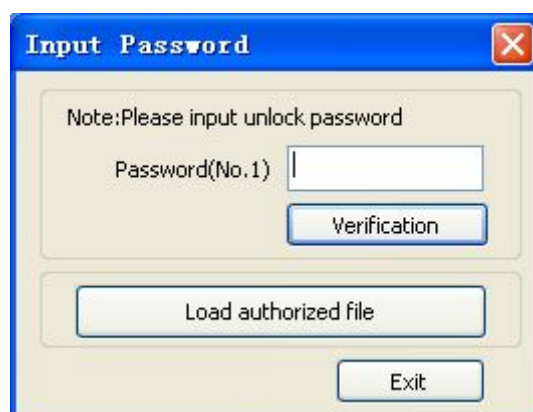 Input Password
Note:Please input unlock password
Password(No.1)
Verification
Load authorized file
Exit